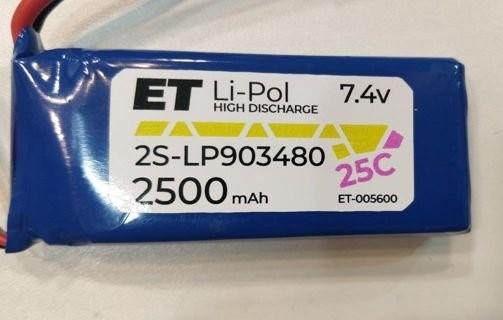 ET Li-Pol 7.4v
HIGH DISCHARGE
2S-LP903480
25C
2500 mAh
ET-005600